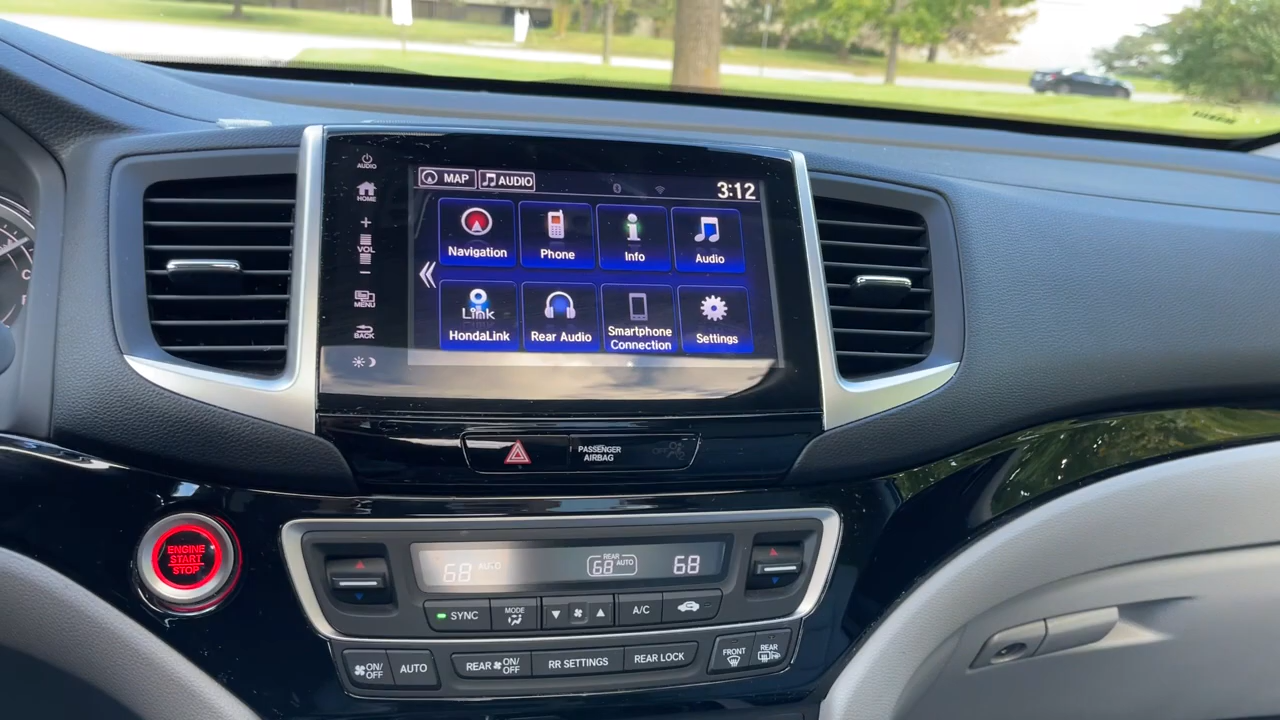 AUDIO
HOME
+
VOL
−
MENU
BACK
MAP
AUDIO
3:12
Navigation
Phone
Info
Audio
Link
HondaLink
Rear Audio
Smartphone
Connection
Settings
PASSENGER
AIRBAG
ENGINE
START
STOP
68 AUTO
REAR
68 AUTO
68
SYNC
MODE
A/C
ON/
OFF
AUTO
REAR ON/
OFF
RR SETTINGS
REAR LOCK
FRONT
REAR
C